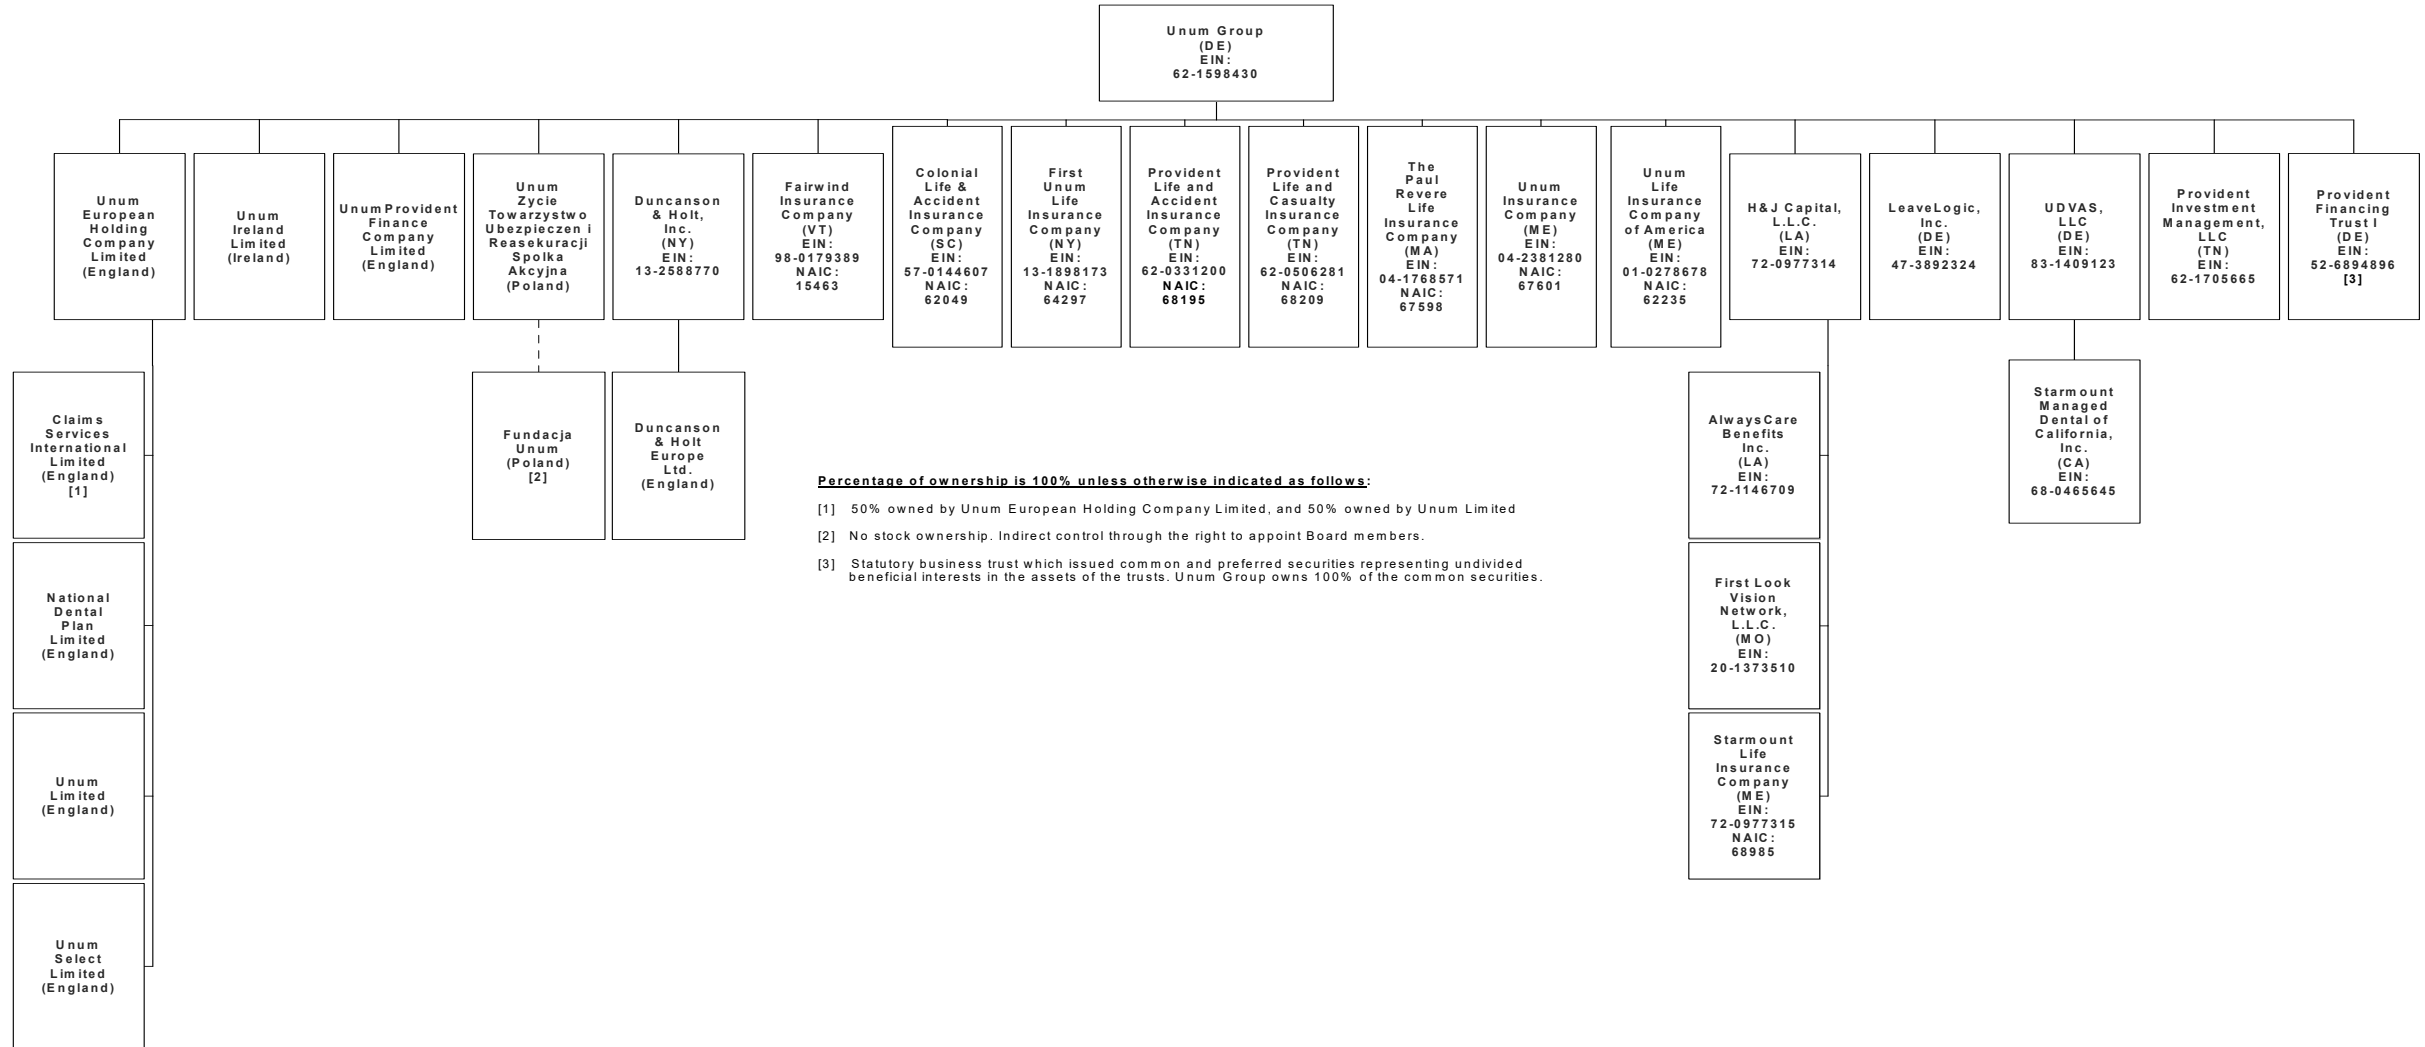 Unum Group
(DE)
EIN:
62-1598430
Unum
European
Holding
Company
Limited
(England)
Unum
Ireland
Limited
(Ireland)
UnumProvident
Finance
Company
Limited
(England)
Unum
Zycie
Towarzystwo
Ubezpieczen i
Reasekuracji
Spolka
Akcyjna
(Poland)
Duncanson
& Holt,
Inc.
(NY)
EIN:
13-2588770
Fairwind
Insurance
Company
(VT)
EIN:
98-0179389
NAIC:
15463
Colonial
Life &
Accident
Insurance
Company
(SC)
EIN:
57-0144607
NAIC:
62049
First
Unum
Life
Insurance
Company
(NY)
EIN:
13-1898173
NAIC:
64297
Provident
Life and
Accident
Insurance
Company
(TN)
EIN:
62-0331200
NAIC:
68195
Provident
Life and
Casualty
Insurance
Company
(TN)
EIN:
62-0506281
NAIC:
68209
The
Paul
Revere
Life
Insurance
Company
(MA)
EIN:
04-1768571
NAIC:
67598
Unum
Insurance
Company
(ME)
EIN:
04-2381280
NAIC:
67601
Unum
Life
Insurance
Company
of America
(ME)
EIN:
01-0278678
NAIC:
62235
H&J Capital,
L.L.C.
(LA)
EIN:
72-0977314
LeaveLogic,
Inc.
(DE)
EIN:
47-3892324
UDVAS,
LLC
(DE)
EIN:
83-1409123
Provident
Investment
Management,
LLC
(TN)
EIN:
62-1705665
Provident
Financing
Trust I
(DE)
EIN:
52-6894896
[3]
Claims
Services
International
Limited
(England)
[1]
Fundacja
Unum
(Poland)
[2]
Duncanson
& Holt
Europe
Ltd.
(England)
AlwaysCare
Benefits
Inc.
(LA)
EIN:
72-1146709
Starmount
Managed
Dental of
California,
Inc.
(CA)
EIN:
68-0465645
Percentage of ownership is 100% unless otherwise indicated as follows:
[1] 50% owned by Unum European Holding Company Limited, and 50% owned by Unum Limited
[2] No stock ownership. Indirect control through the right to appoint Board members.
[3] Statutory business trust which issued common and preferred securities representing undivided
beneficial interests in the assets of the trusts. Unum Group owns 100% of the common securities.
National
Dental
Plan
Limited
(England)
First Look
Vision
Network,
L.L.C.
(MO)
EIN:
20-1373510
Unum
Limited
(England)
Starmount
Life
Insurance
Company
(ME)
EIN:
72-0977315
NAIC:
68985
Unum
Select
Limited
(England)